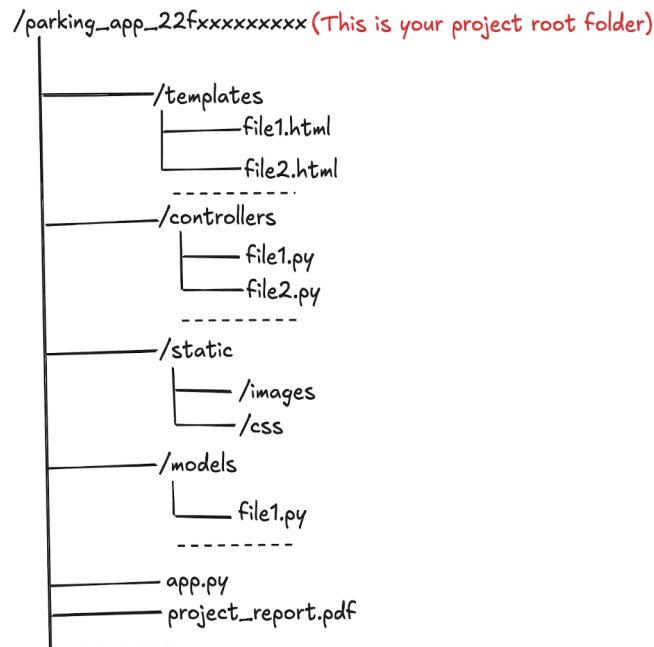 /parking_app_22fxxxxxxxxx (This is your project root folder)
/templates
file1.html
file2.html
/controllers
file1.py
file2.py
/static
/images
/css
/models
file1.py
app.py
project_report.pdf